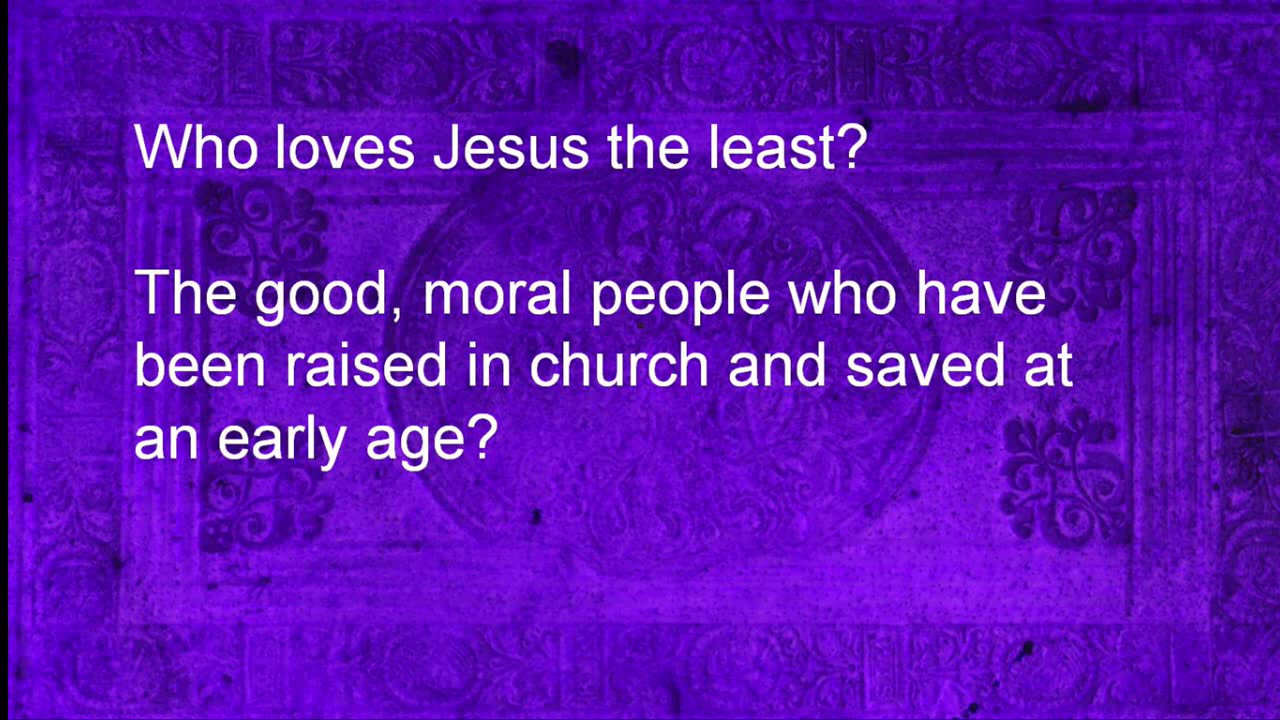 Who loves Jesus the least?
The good, moral people who have
been raised in church and saved at
an early age?